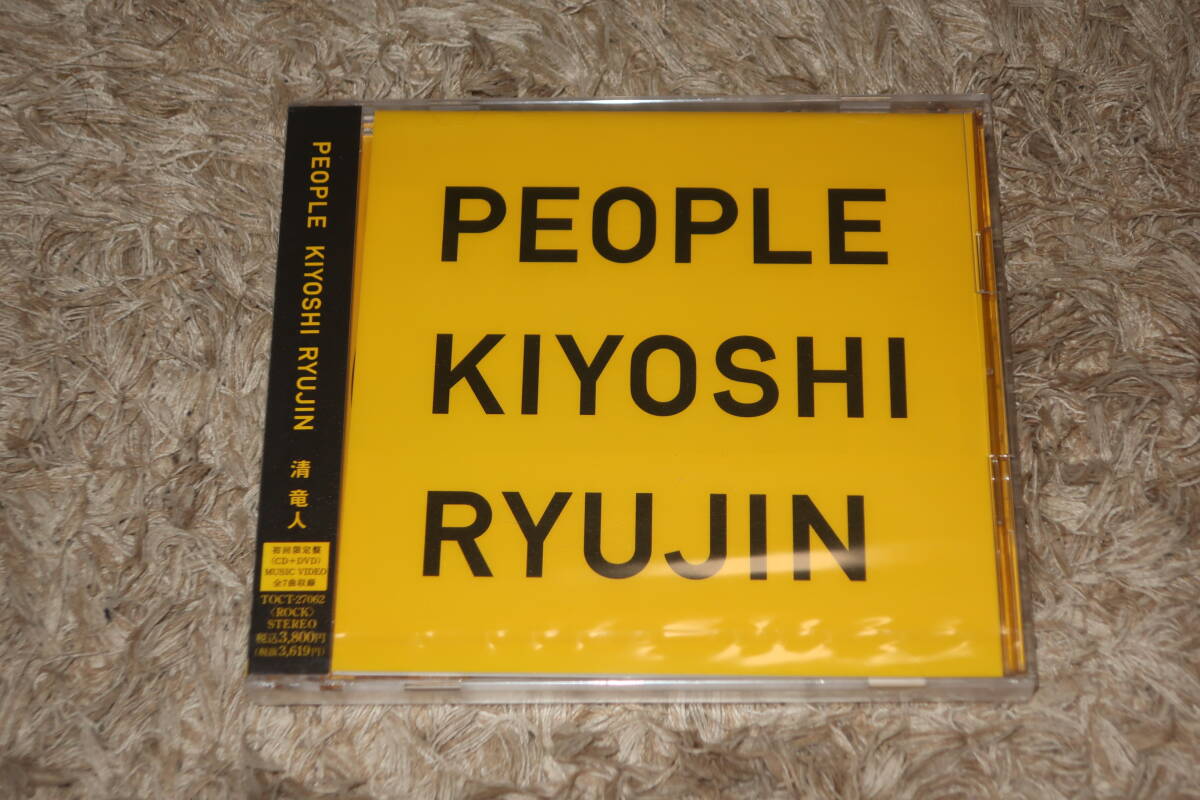 PEOPLE KIYOSHI RYUJIN 清 竜 人
初回限定盤
(CD+DVD)
MUSIC VIDEO
全7曲収録
TOCT-27062
〈ROCK〉
STEREO
税込3,800円
(税抜3,619円)
PEOPLE
KIYOSHI
RYUJIN